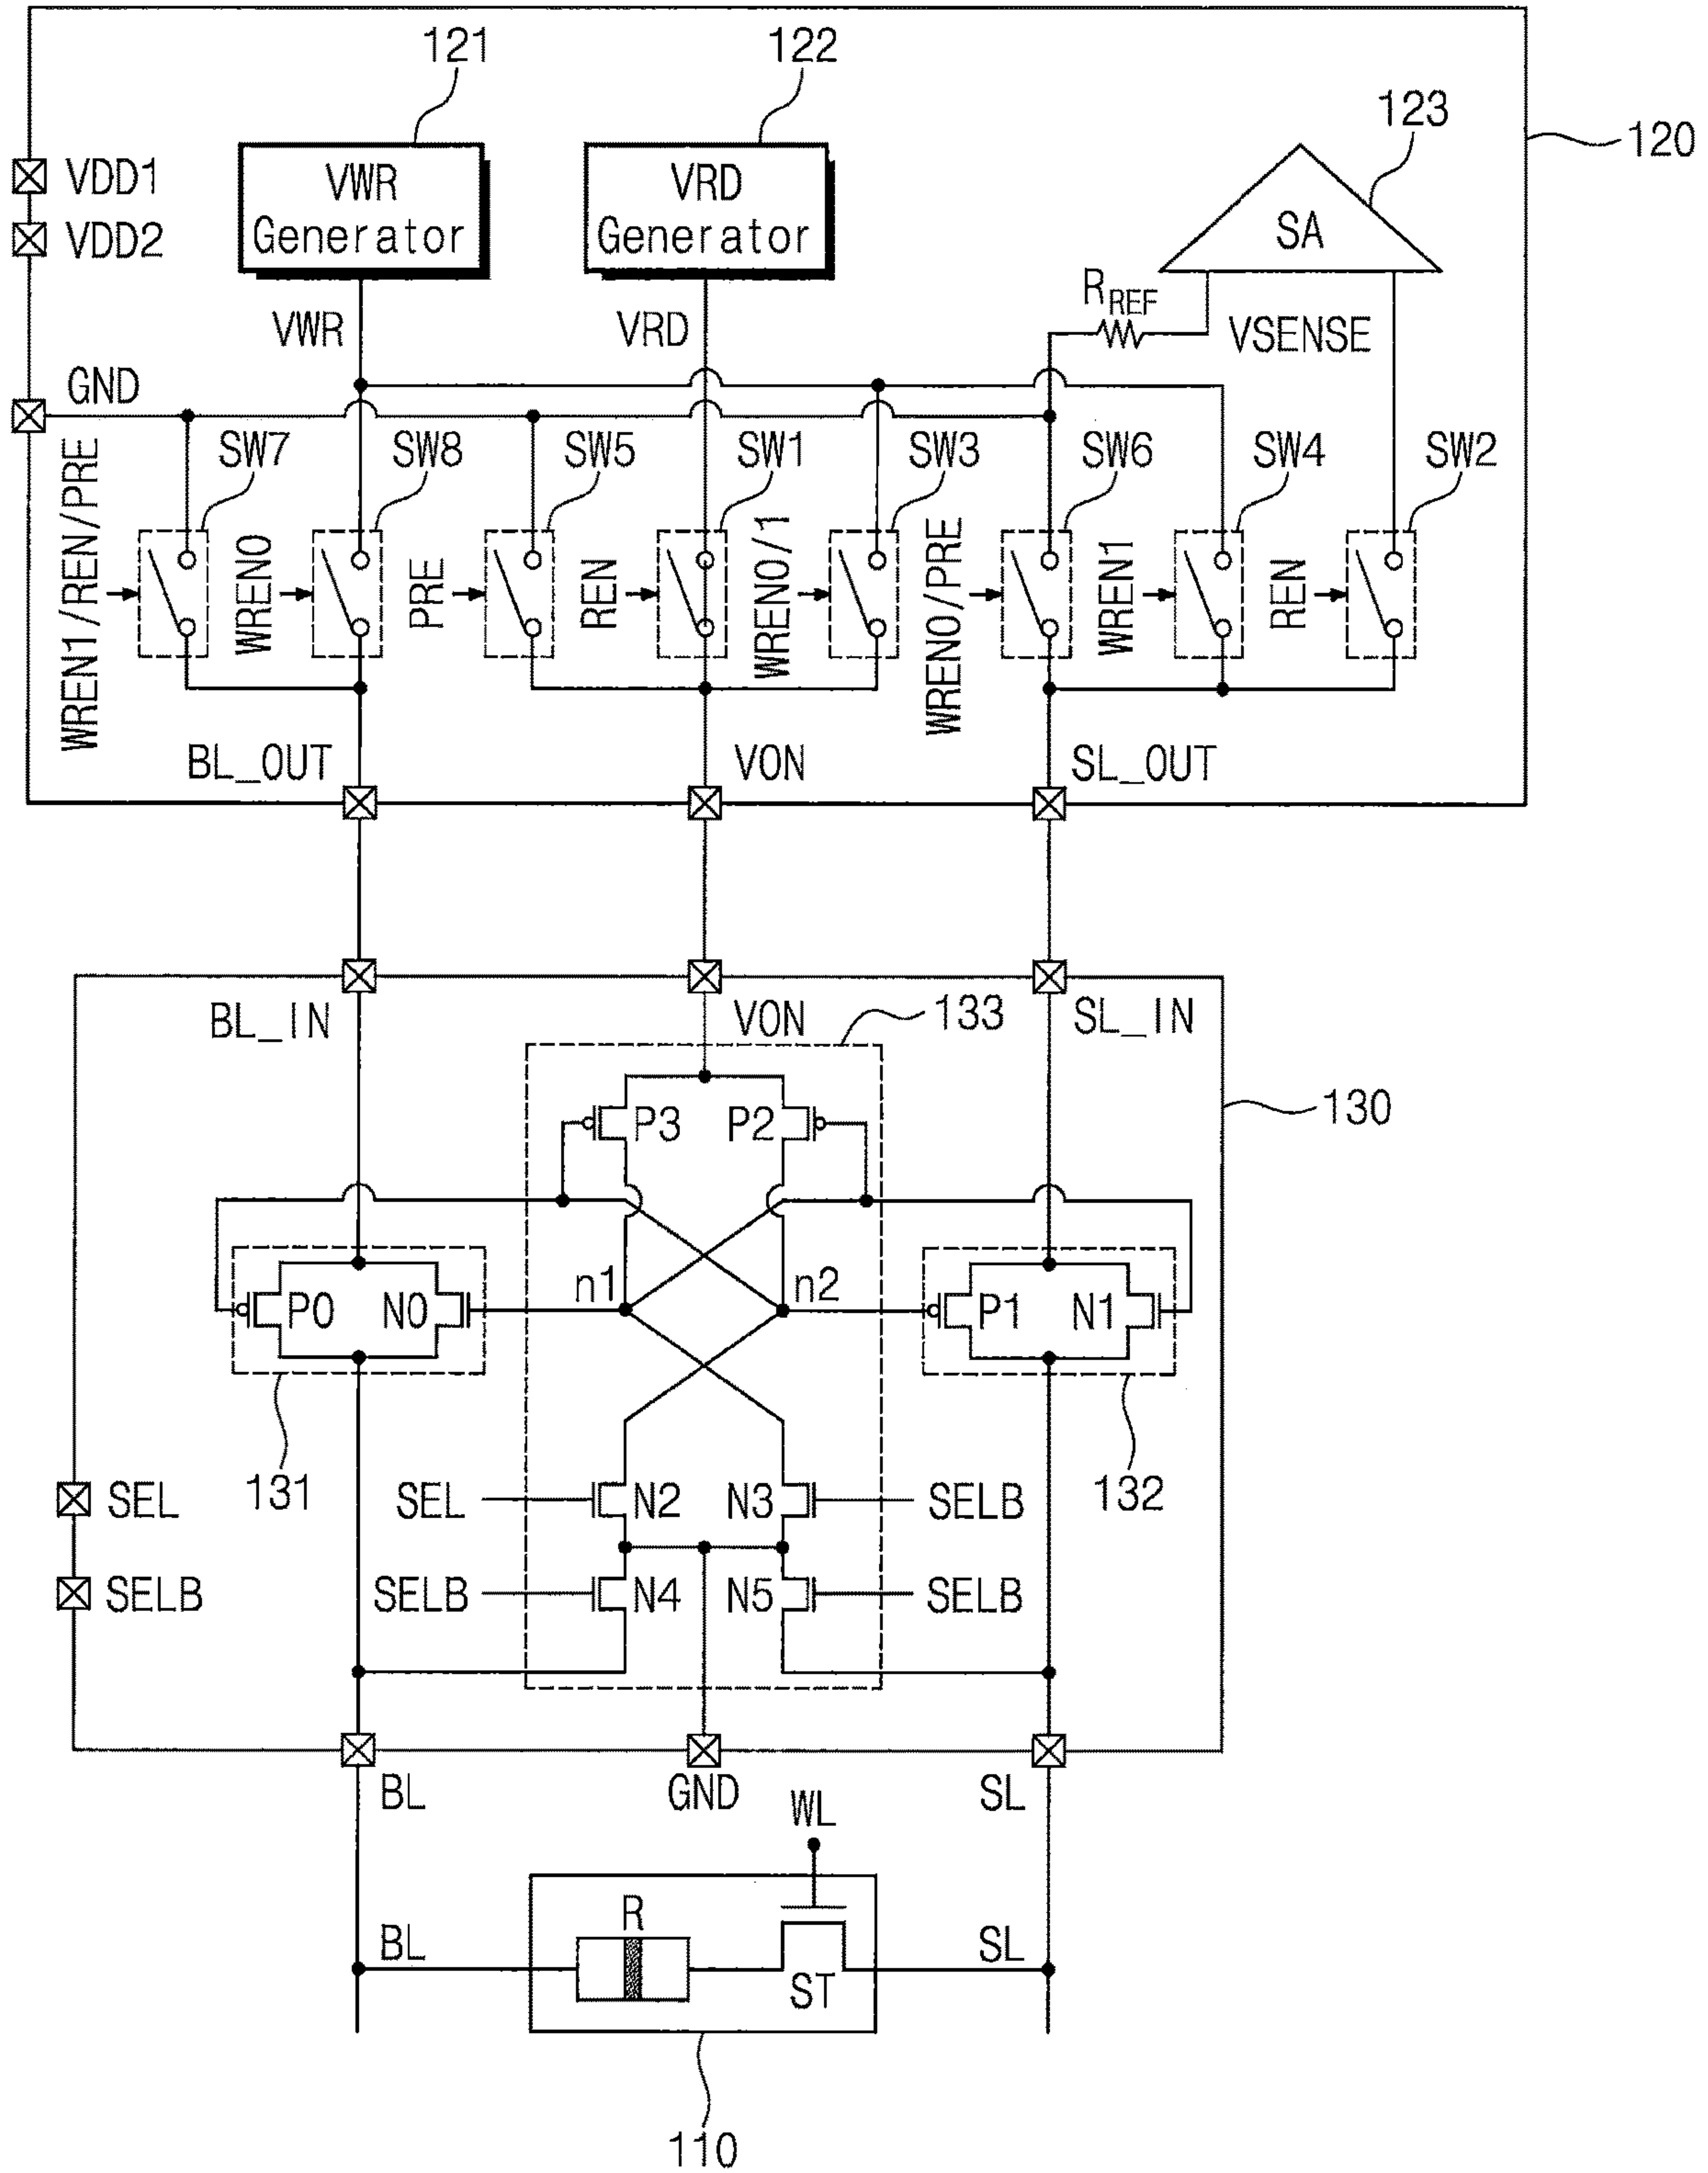 121
122
123
120
VDD1
VDD2
VWR
Generator
VRD
Generator
SA
VWR
VRD
RREF
VSENSE
GND
SW7
SW8
SW5
SW1
SW3
SW6
SW4
SW2
WREN1/REN/PRE
WREN0
PRE
REN
WREN0/1
WREN0/PRE
WREN1
REN
BL_OUT
VON
SL_OUT
BL_IN
VON
133
SL_IN
130
P3
P2
n1
n2
P0
N0
P1
N1
131
132
SEL
SEL
N2
N3
SELB
SELB
SELB
N4
N5
SELB
BL
GND
SL
WL
R
BL
SL
ST
110